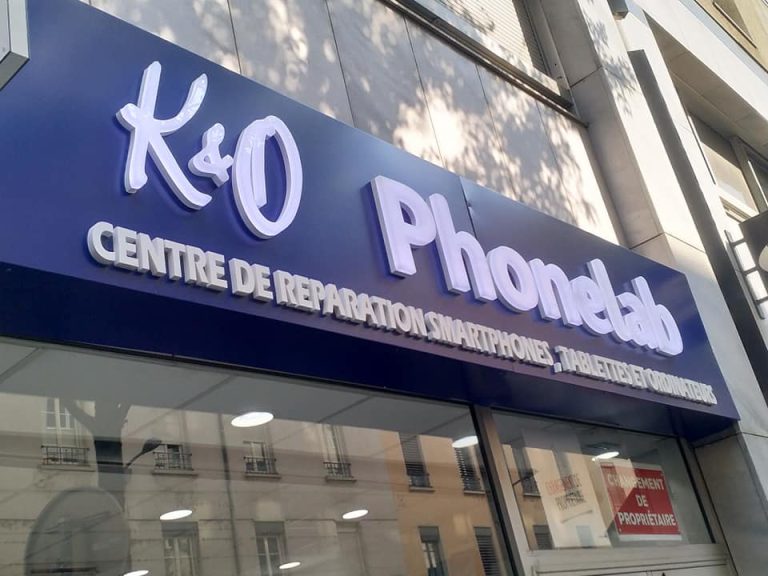 K&O Phonelab
CENTRE DE REPARATION SMARTPHONES , TABLETTES ET ORDINATEURS
CHANGEMENT
DE
PROPRIÉTAIRE